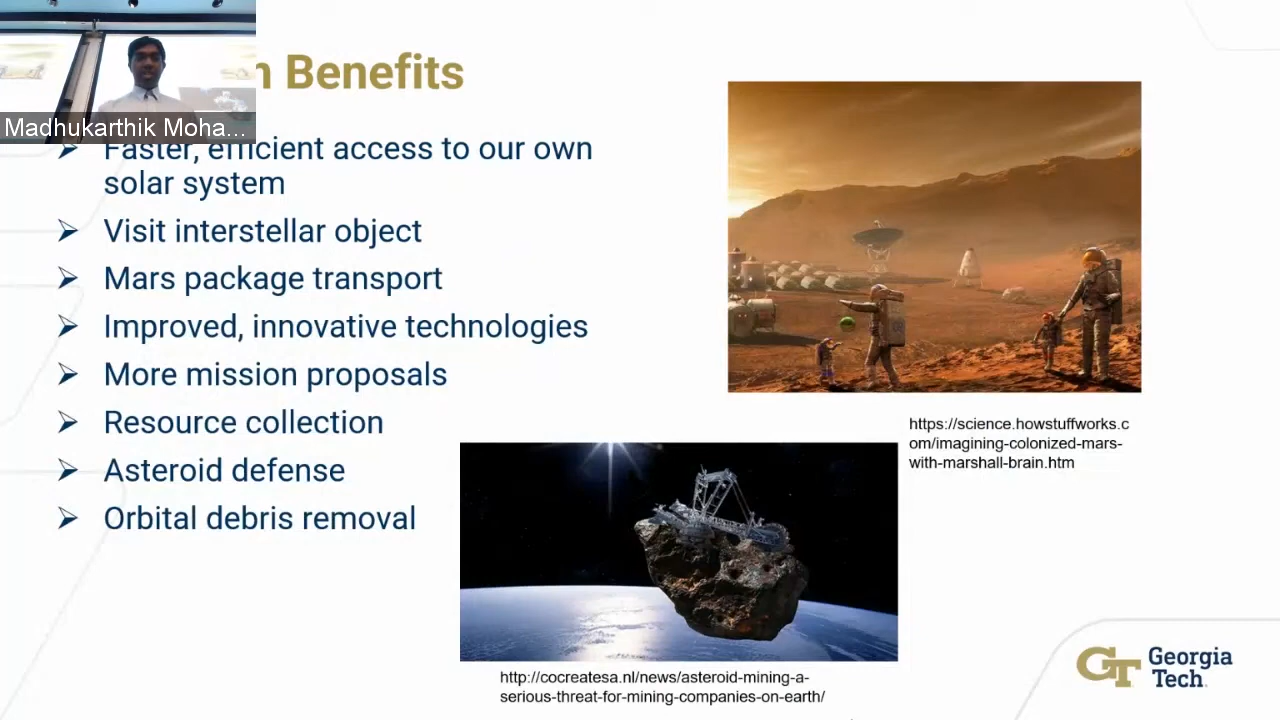 n Benefits
Madhukarthik Moha...
➢ Faster, efficient access to our own
solar system
➢ Visit interstellar object
➢ Mars package transport
➢ Improved, innovative technologies
➢ More mission proposals
➢ Resource collection
➢ Asteroid defense
➢ Orbital debris removal
https://science.howstuffworks.c
om/imagining-colonized-mars-
with-marshall-brain.htm
http://cocreatesa.nl/news/asteroid-mining-a-
serious-threat-for-mining-companies-on-earth/
GT Georgia
Tech